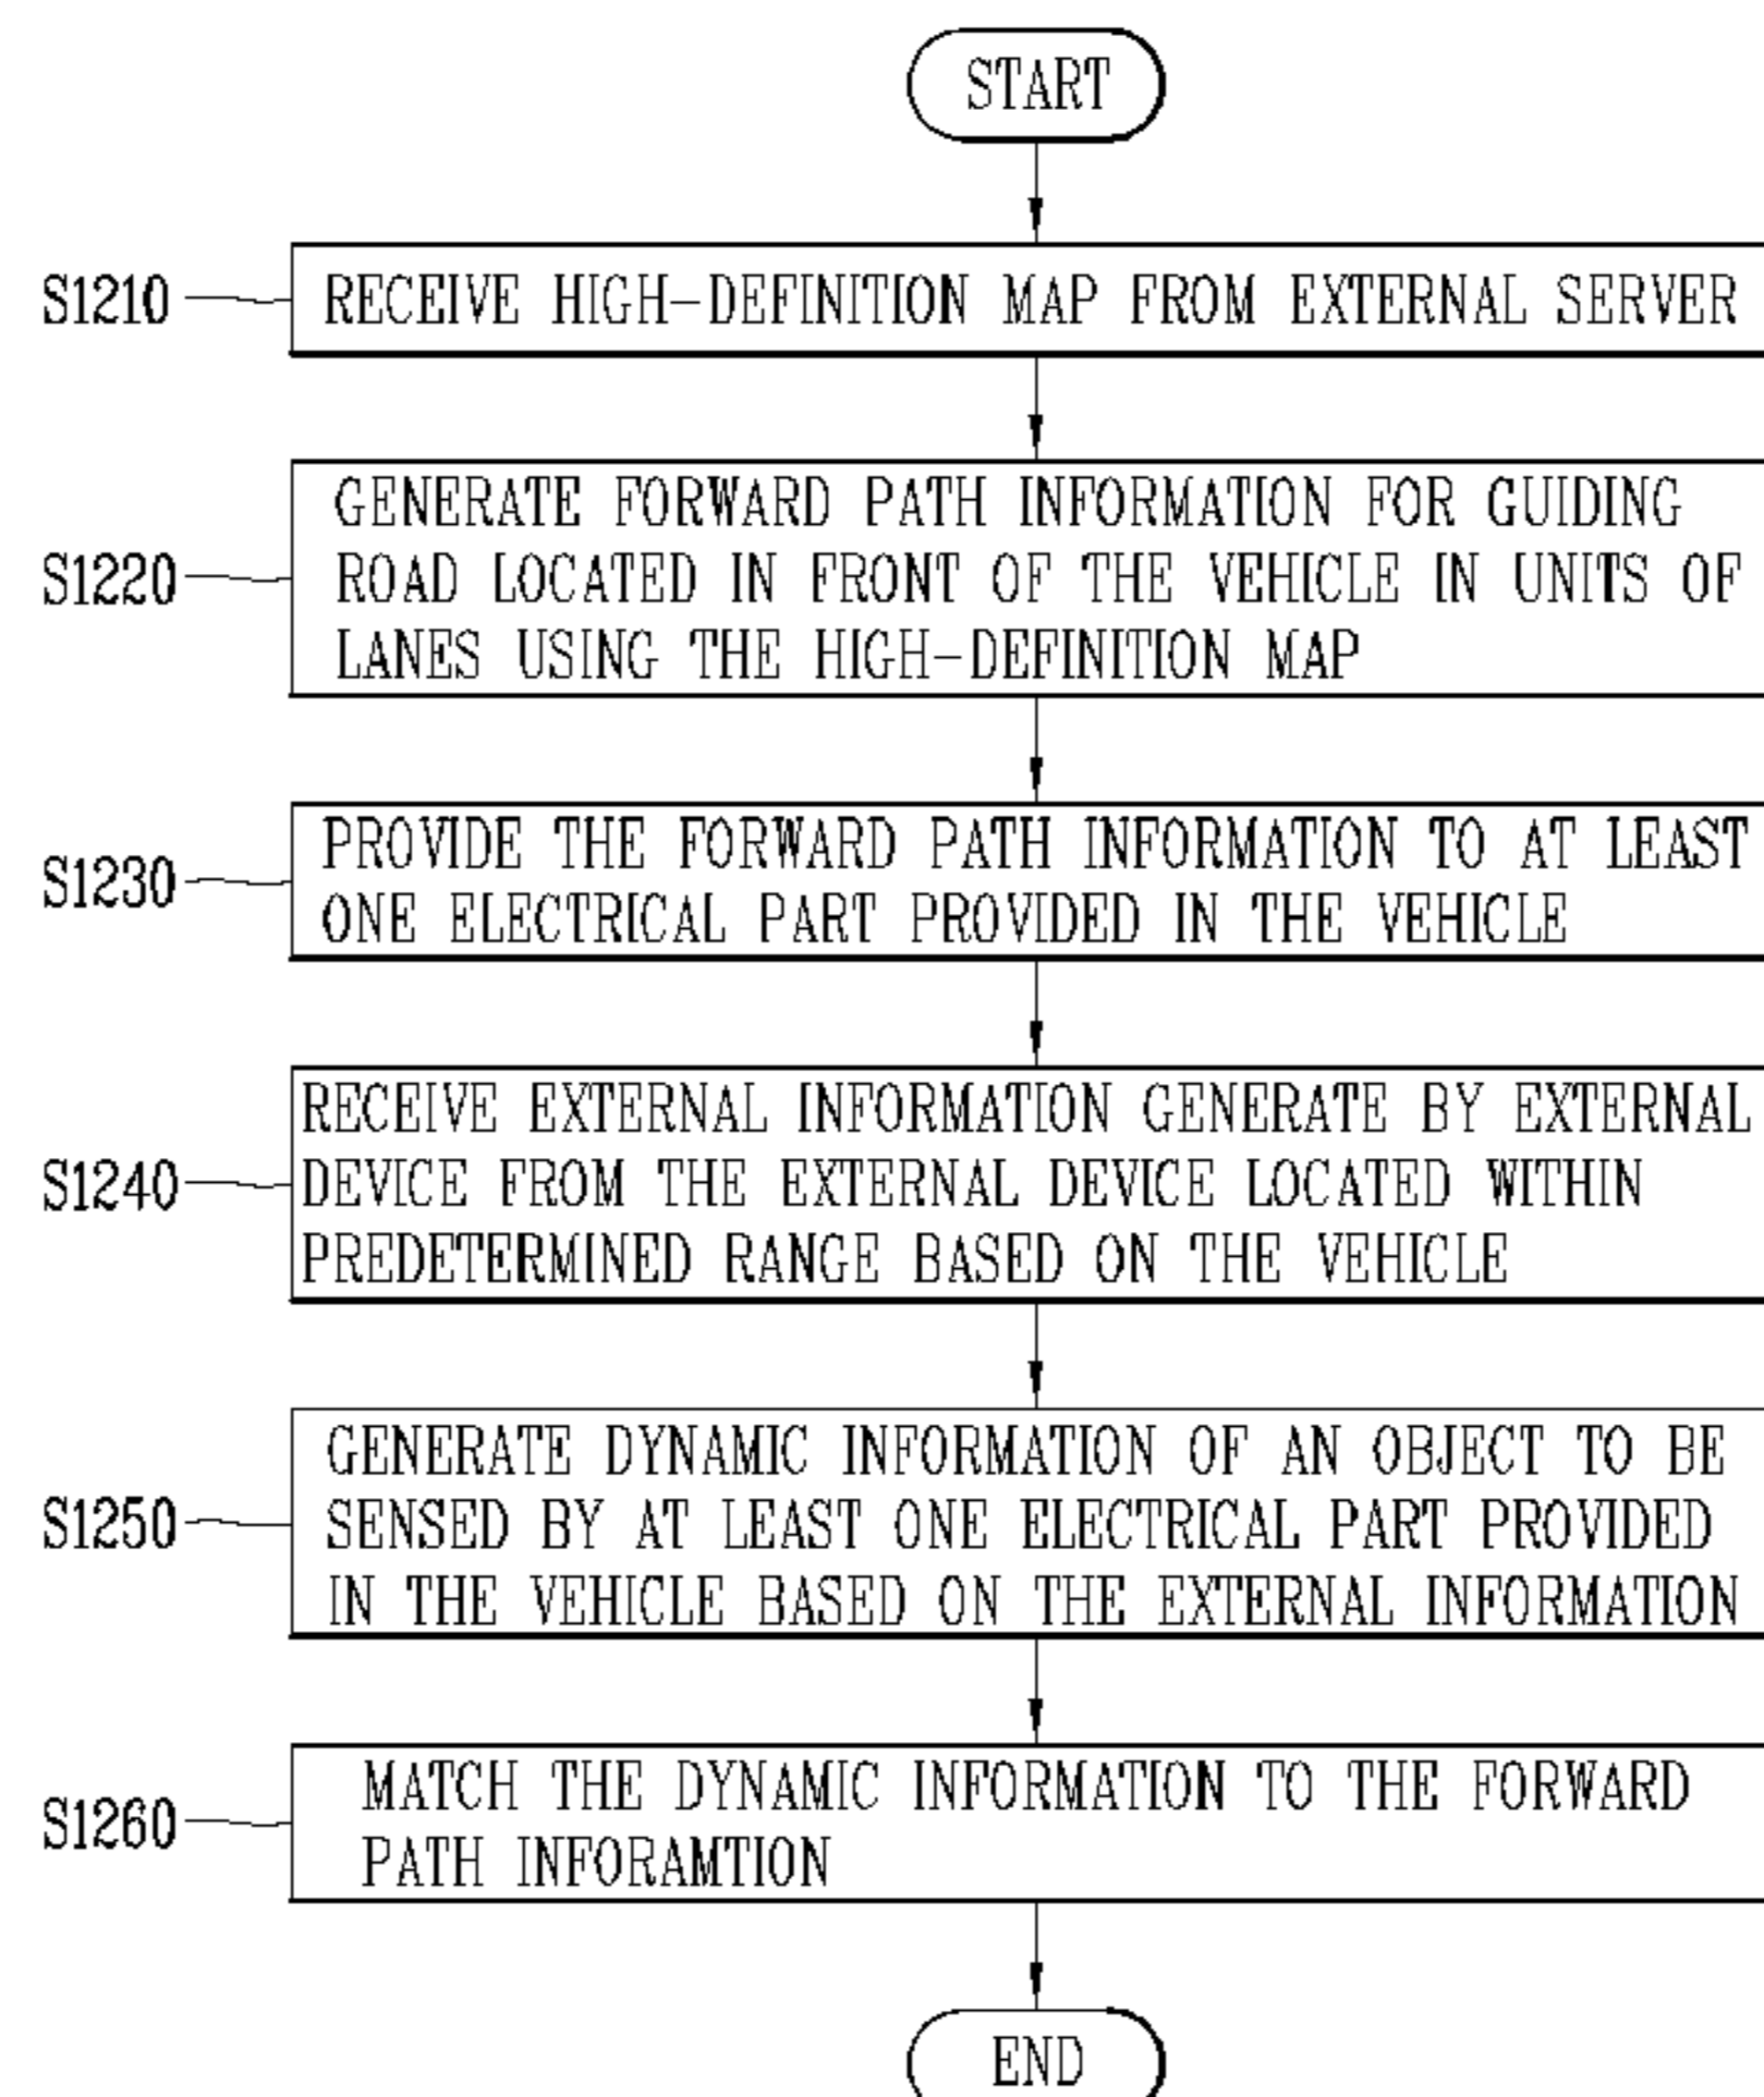 START
S1210
RECEIVE HIGH-DEFINITION MAP FROM EXTERNAL SERVER
S1220
GENERATE FORWARD PATH INFORMATION FOR GUIDING
ROAD LOCATED IN FRONT OF THE VEHICLE IN UNITS OF
LANES USING THE HIGH-DEFINITION MAP
S1230
PROVIDE THE FORWARD PATH INFORMATION TO AT LEAST
ONE ELECTRICAL PART PROVIDED IN THE VEHICLE
S1240
RECEIVE EXTERNAL INFORMATION GENERATE BY EXTERNAL
DEVICE FROM THE EXTERNAL DEVICE LOCATED WITHIN
PREDETERMINED RANGE BASED ON THE VEHICLE
S1250
GENERATE DYNAMIC INFORMATION OF AN OBJECT TO BE
SENSED BY AT LEAST ONE ELECTRICAL PART PROVIDED
IN THE VEHICLE BASED ON THE EXTERNAL INFORMATION
S1260
MATCH THE DYNAMIC INFORMATION TO THE FORWARD
PATH INFORAMTION
END